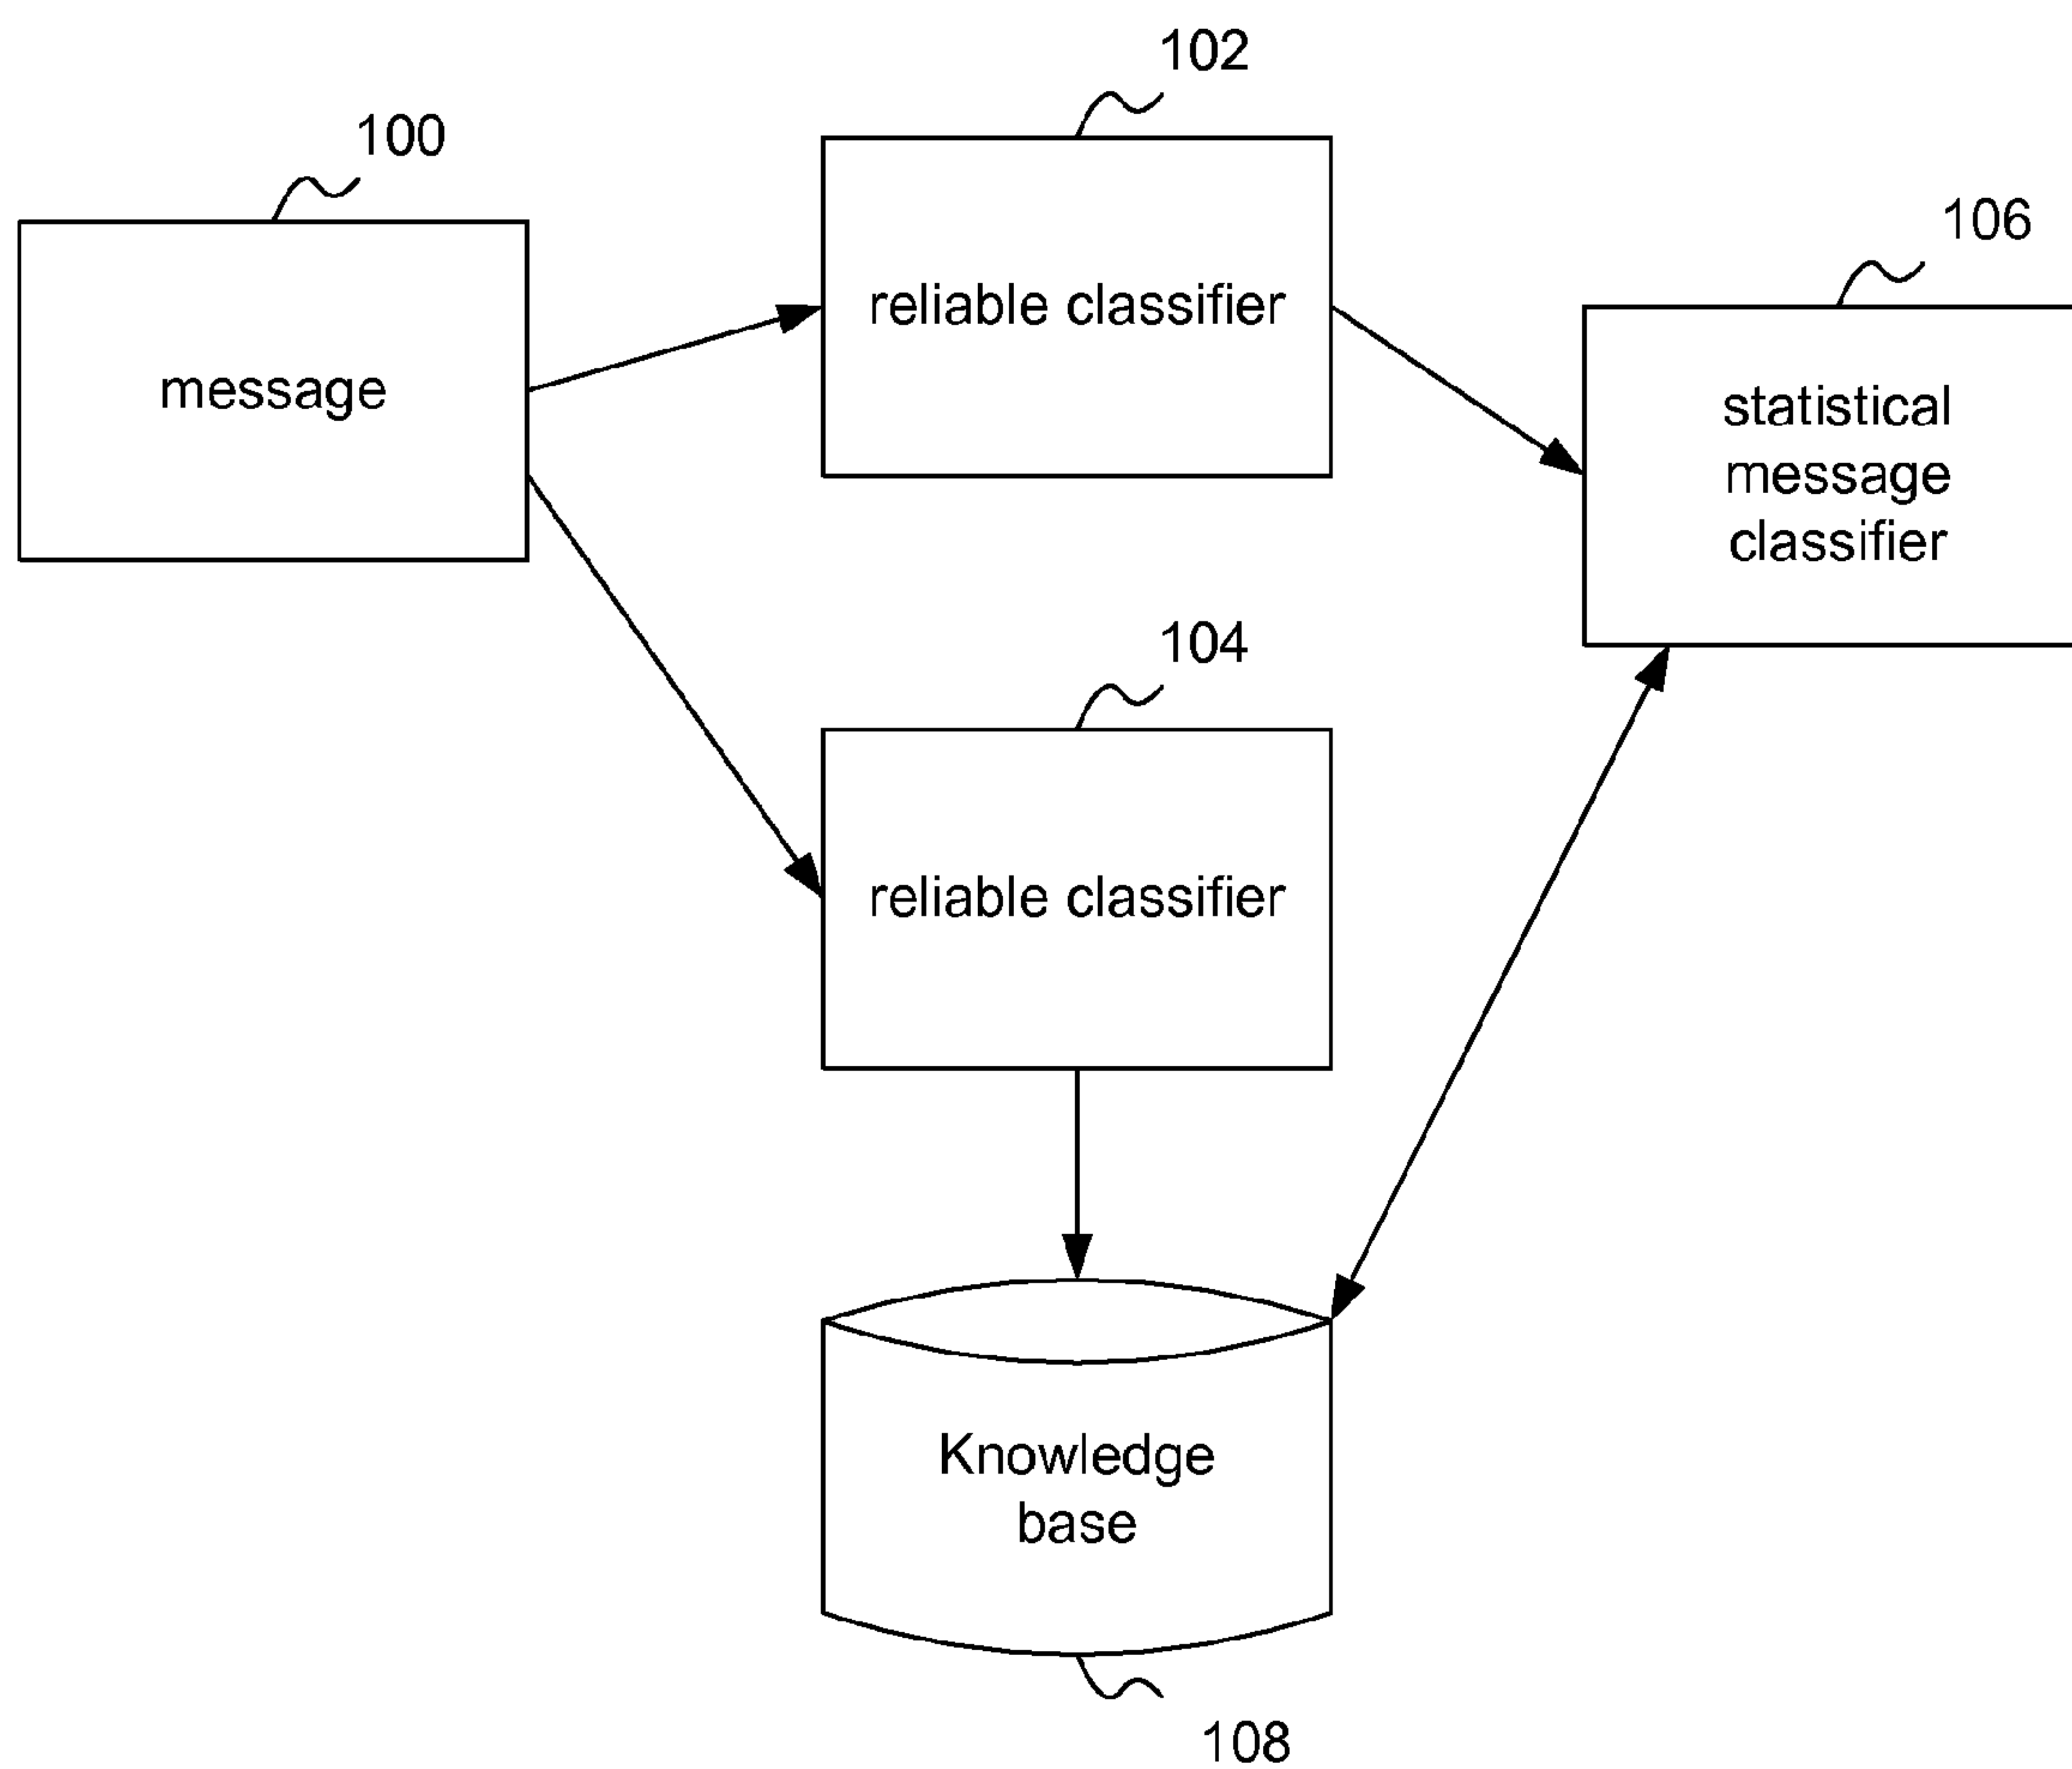 102
100
106
reliable classifier
message
statistical
message
classifier
104
reliable classifier
Knowledge
base
108